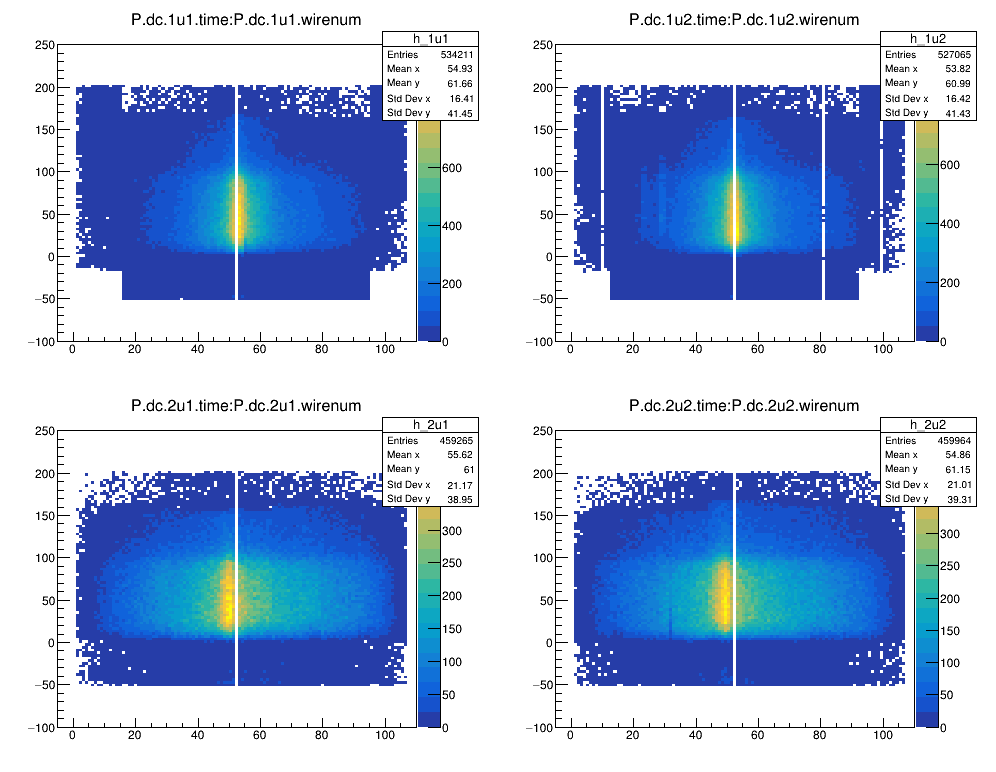 P.dc.1u1.time:P.dc.1u1.wirenum
h_1u1
Entries 534211
Mean x 54.93
Mean y 61.66
Std Dev x 16.41
Std Dev y 41.45
250
200
150
100
50
0
−50
−100
0 20 40 60 80 100
600
400
200
0
P.dc.1u2.time:P.dc.1u2.wirenum
h_1u2
Entries 527065
Mean x 53.82
Mean y 60.99
Std Dev x 16.42
Std Dev y 41.43
250
200
150
100
50
0
−50
−100
0 20 40 60 80 100
600
400
200
0
P.dc.2u1.time:P.dc.2u1.wirenum
h_2u1
Entries 459265
Mean x 55.62
Mean y 61
Std Dev x 21.17
Std Dev y 38.95
250
200
150
100
50
0
−50
−100
0 20 40 60 80 100
300
250
200
150
100
50
0
P.dc.2u2.time:P.dc.2u2.wirenum
h_2u2
Entries 459964
Mean x 54.86
Mean y 61.15
Std Dev x 21.01
Std Dev y 39.31
250
200
150
100
50
0
−50
−100
0 20 40 60 80 100
300
250
200
150
100
50
0